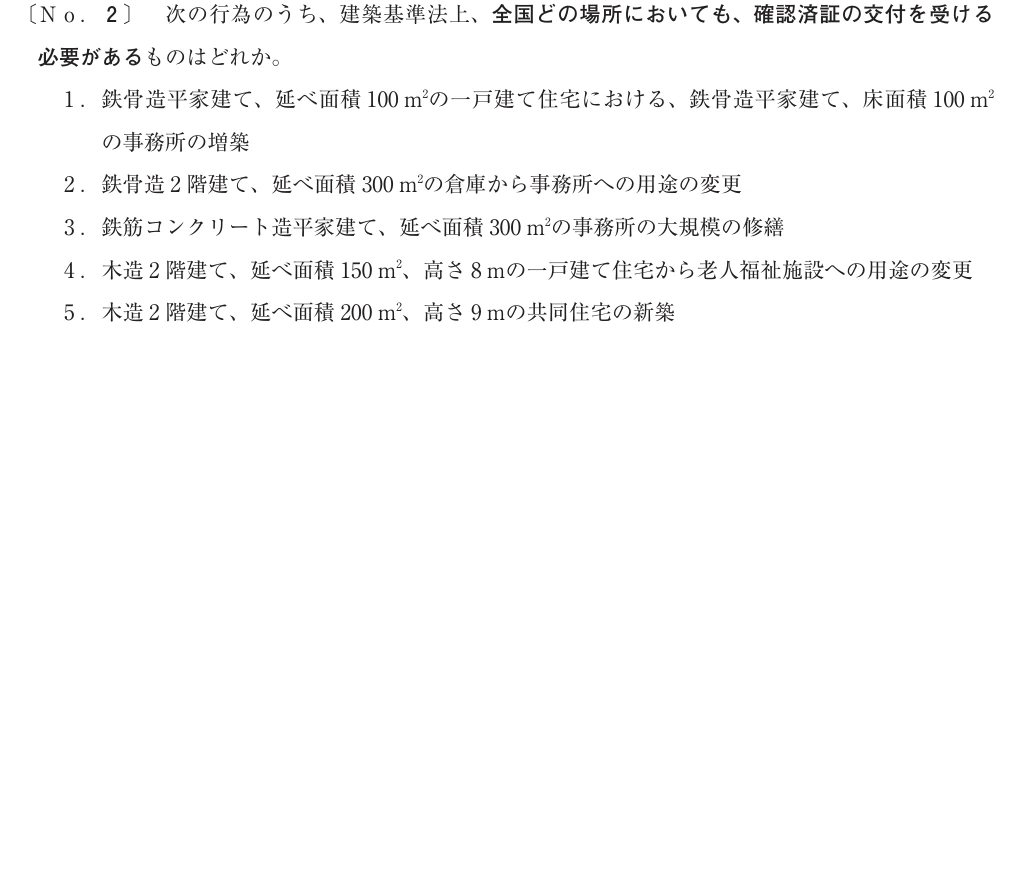 〔Ｎｏ．２〕　次の行為のうち、建築基準法上、全国どの場所においても、確認済証の交付を受ける
必要があるものはどれか。
１．鉄骨造平家建て、延べ面積 100 m²の一戸建て住宅における、鉄骨造平家建て、床面積 100 m²
の事務所の増築
２．鉄骨造２階建て、延べ面積 300 m²の倉庫から事務所への用途の変更
３．鉄筋コンクリート造平家建て、延べ面積 300 m²の事務所の大規模の修繕
４．木造２階建て、延べ面積 150 m²、高さ８ｍの一戸建て住宅から老人福祉施設への用途の変更
５．木造２階建て、延べ面積 200 m²、高さ９ｍの共同住宅の新築